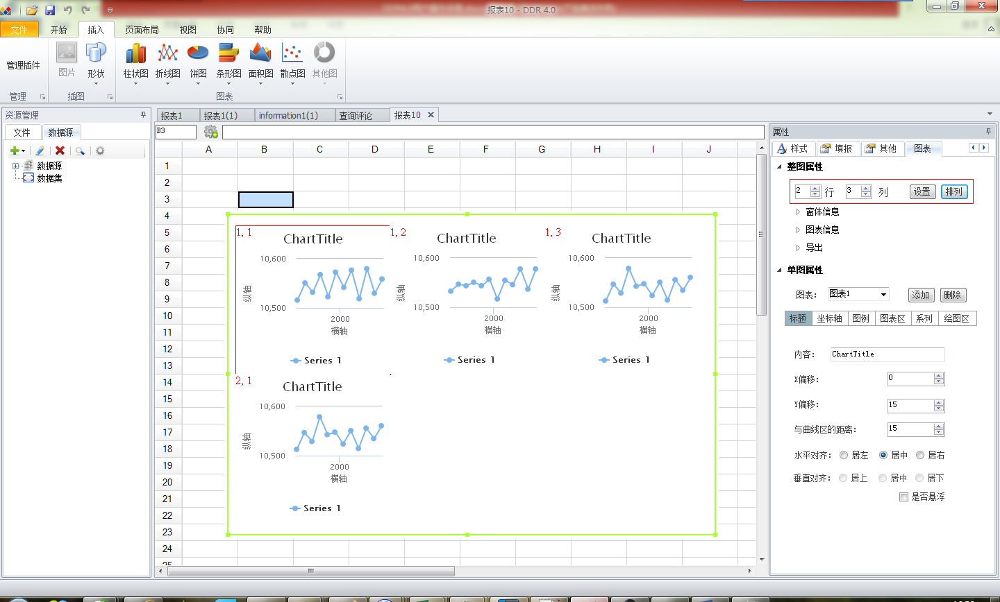 报表10 - DDR 4.0
文件 开始 插入 页面布局 视图 协同 帮助
管理插件 图片 形状 柱状图 折线图 饼图 条形图 面积图 散点图 其他图
管理 插图 图表
资源管理
文件 数据源
数据源
数据集
报表1 报表1(1) information1(1) 查询评论 报表10
B3
A B C D E F G H I J
1
2
3
4
5
6
7
8
9
10
11
12
13
14
15
16
17
18
19
20
21
22
23
24
25
1, 1 ChartTitle
10,600
纵轴
10,500
2000
横轴
Series 1
1, 2 ChartTitle
10,600
纵轴
10,500
2000
横轴
Series 1
1, 3 ChartTitle
10,600
纵轴
10,500
2000
横轴
Series 1
2, 1 ChartTitle
10,600
纵轴
10,500
2000
横轴
Series 1
属性
样式 填报 其他 图表
整图属性
2 行 3 列 设置 排列
窗体信息
图表信息
导出
单图属性
图表: 图表1 添加 删除
标题 坐标轴 图例 图表区 系列 绘图区
内容: ChartTitle
X偏移: 0
Y偏移: 15
与曲线区的距离: 15
水平对齐: 居左 居中 居右
垂直对齐: 居上 居中 居下
是否悬浮